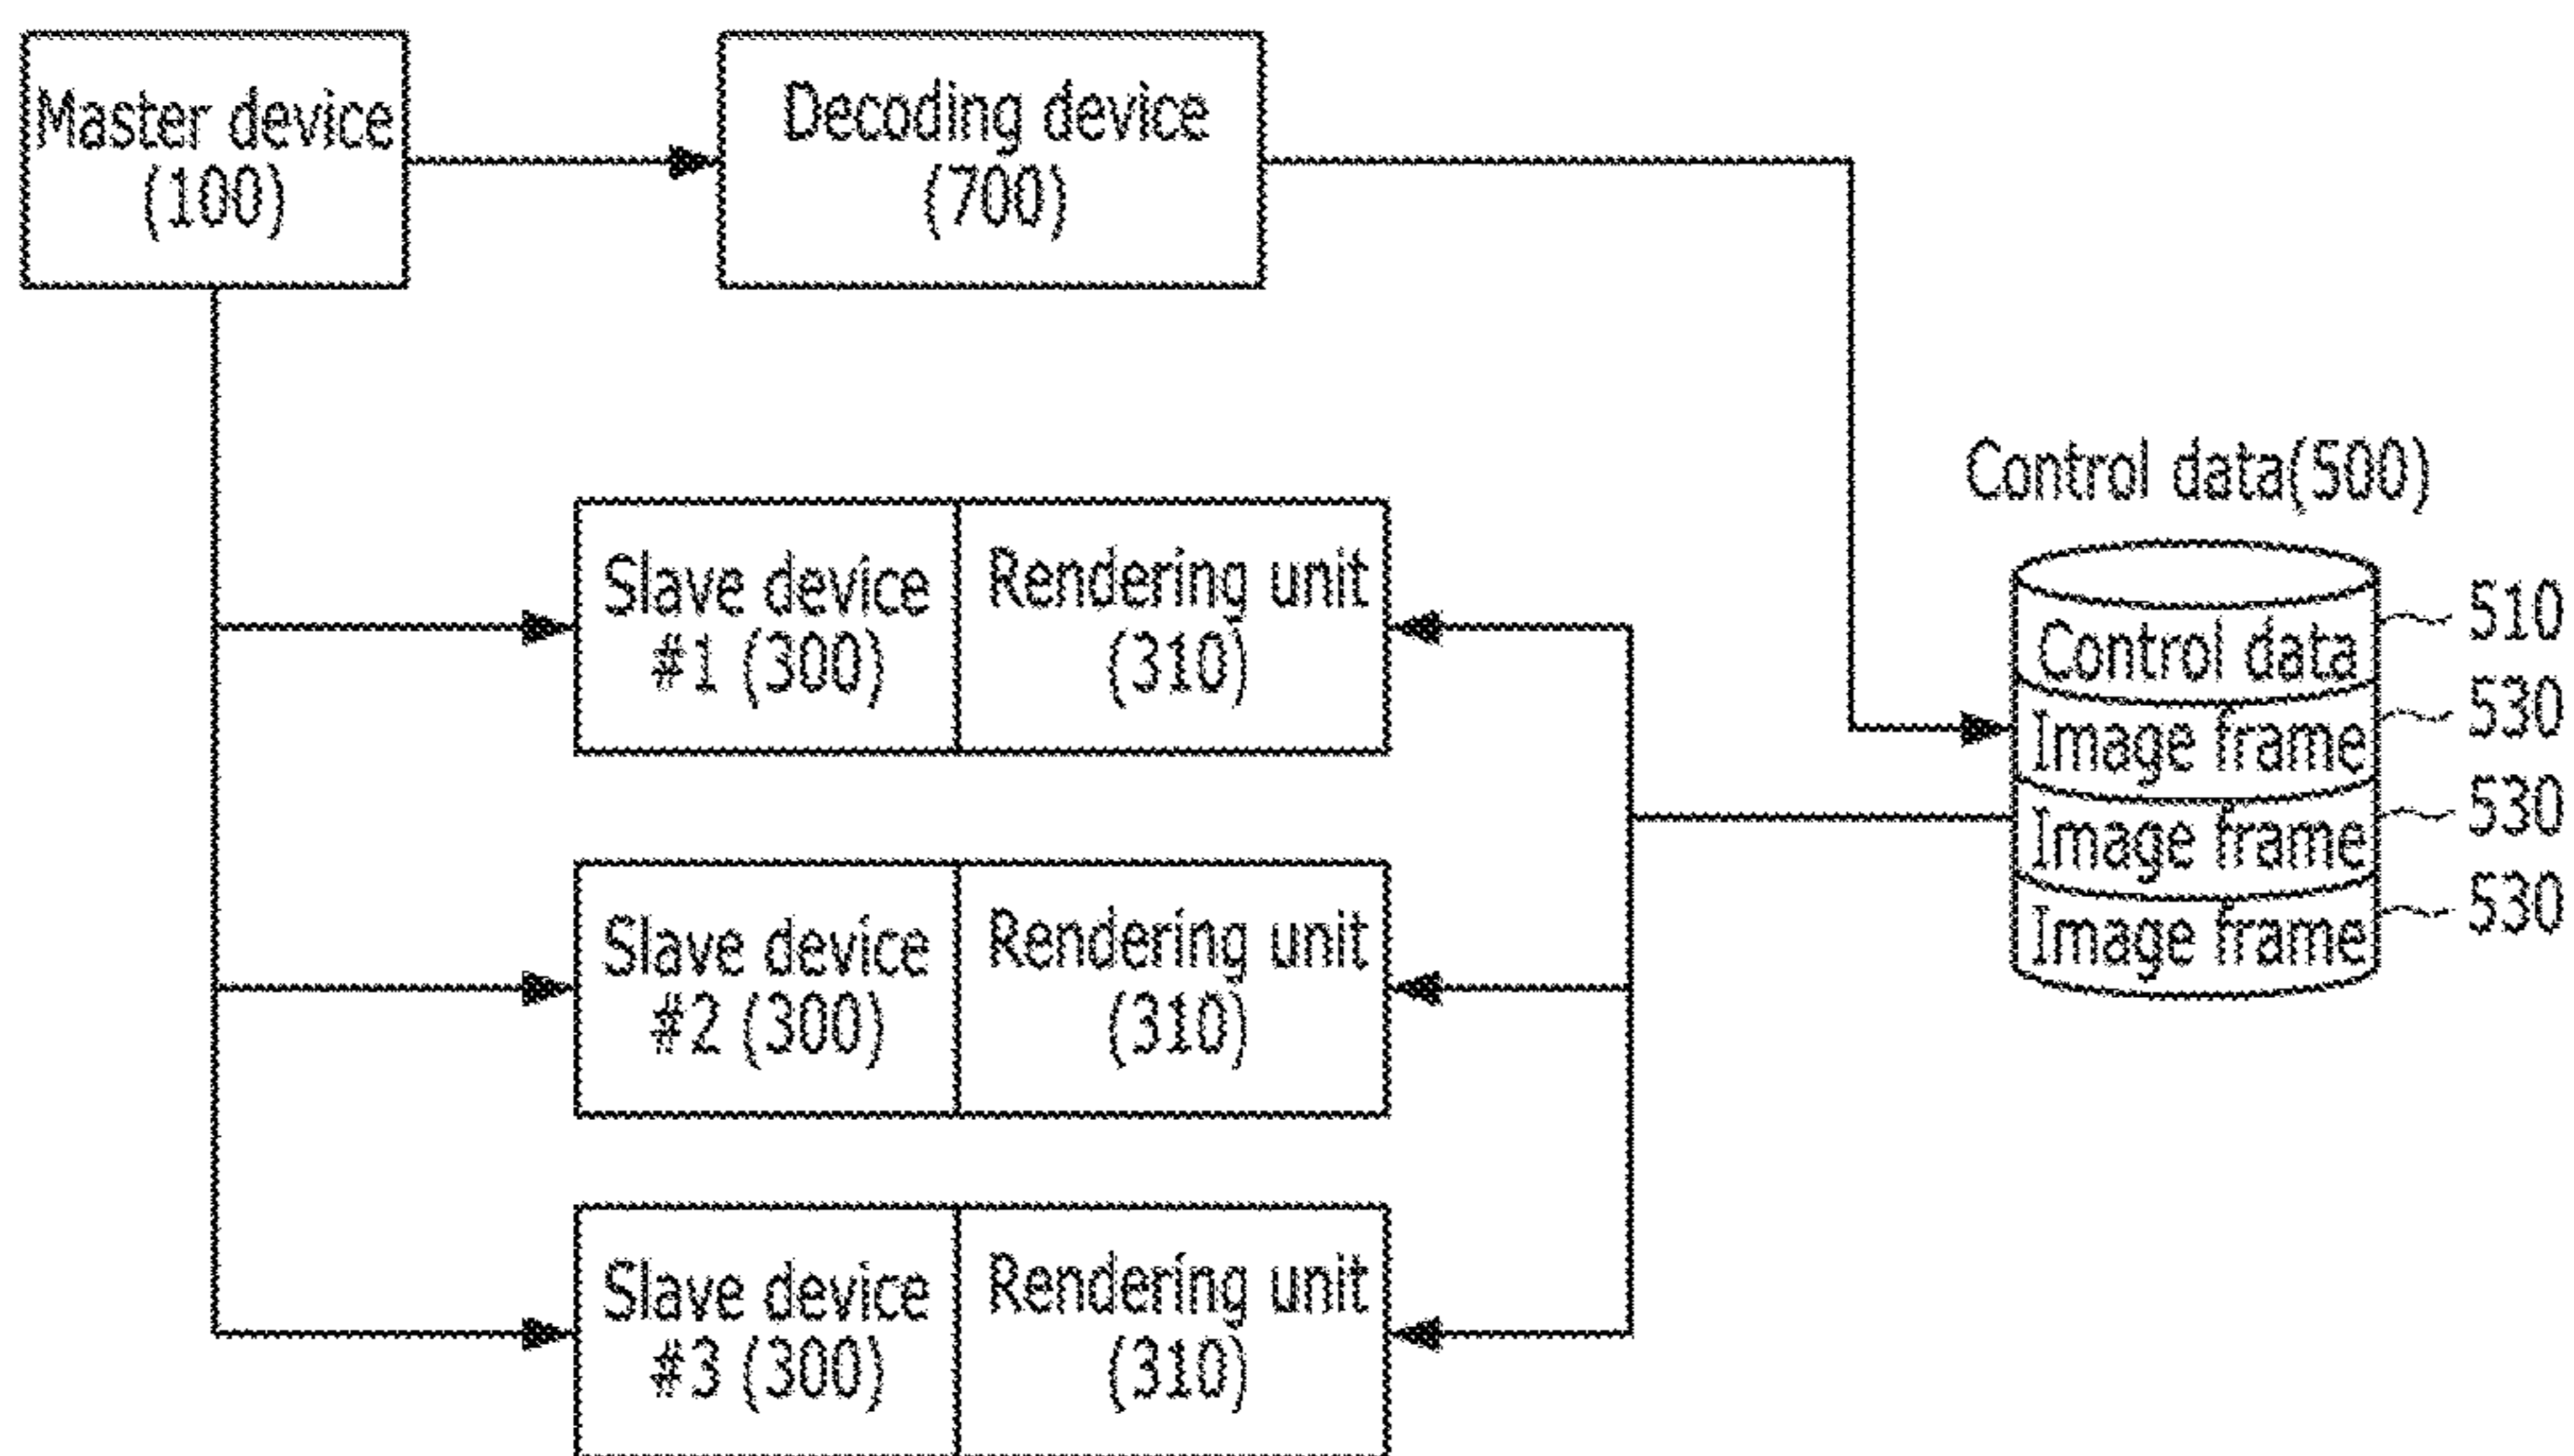 Master device
(100)
Decoding device
(700)
Control data(500)
Slave device
#1 (300)
Rendering unit
(310)
Control data
510
Image frame
530
Image frame
530
Image frame
530
Slave device
#2 (300)
Rendering unit
(310)
Slave device
#3 (300)
Rendering unit
(310)